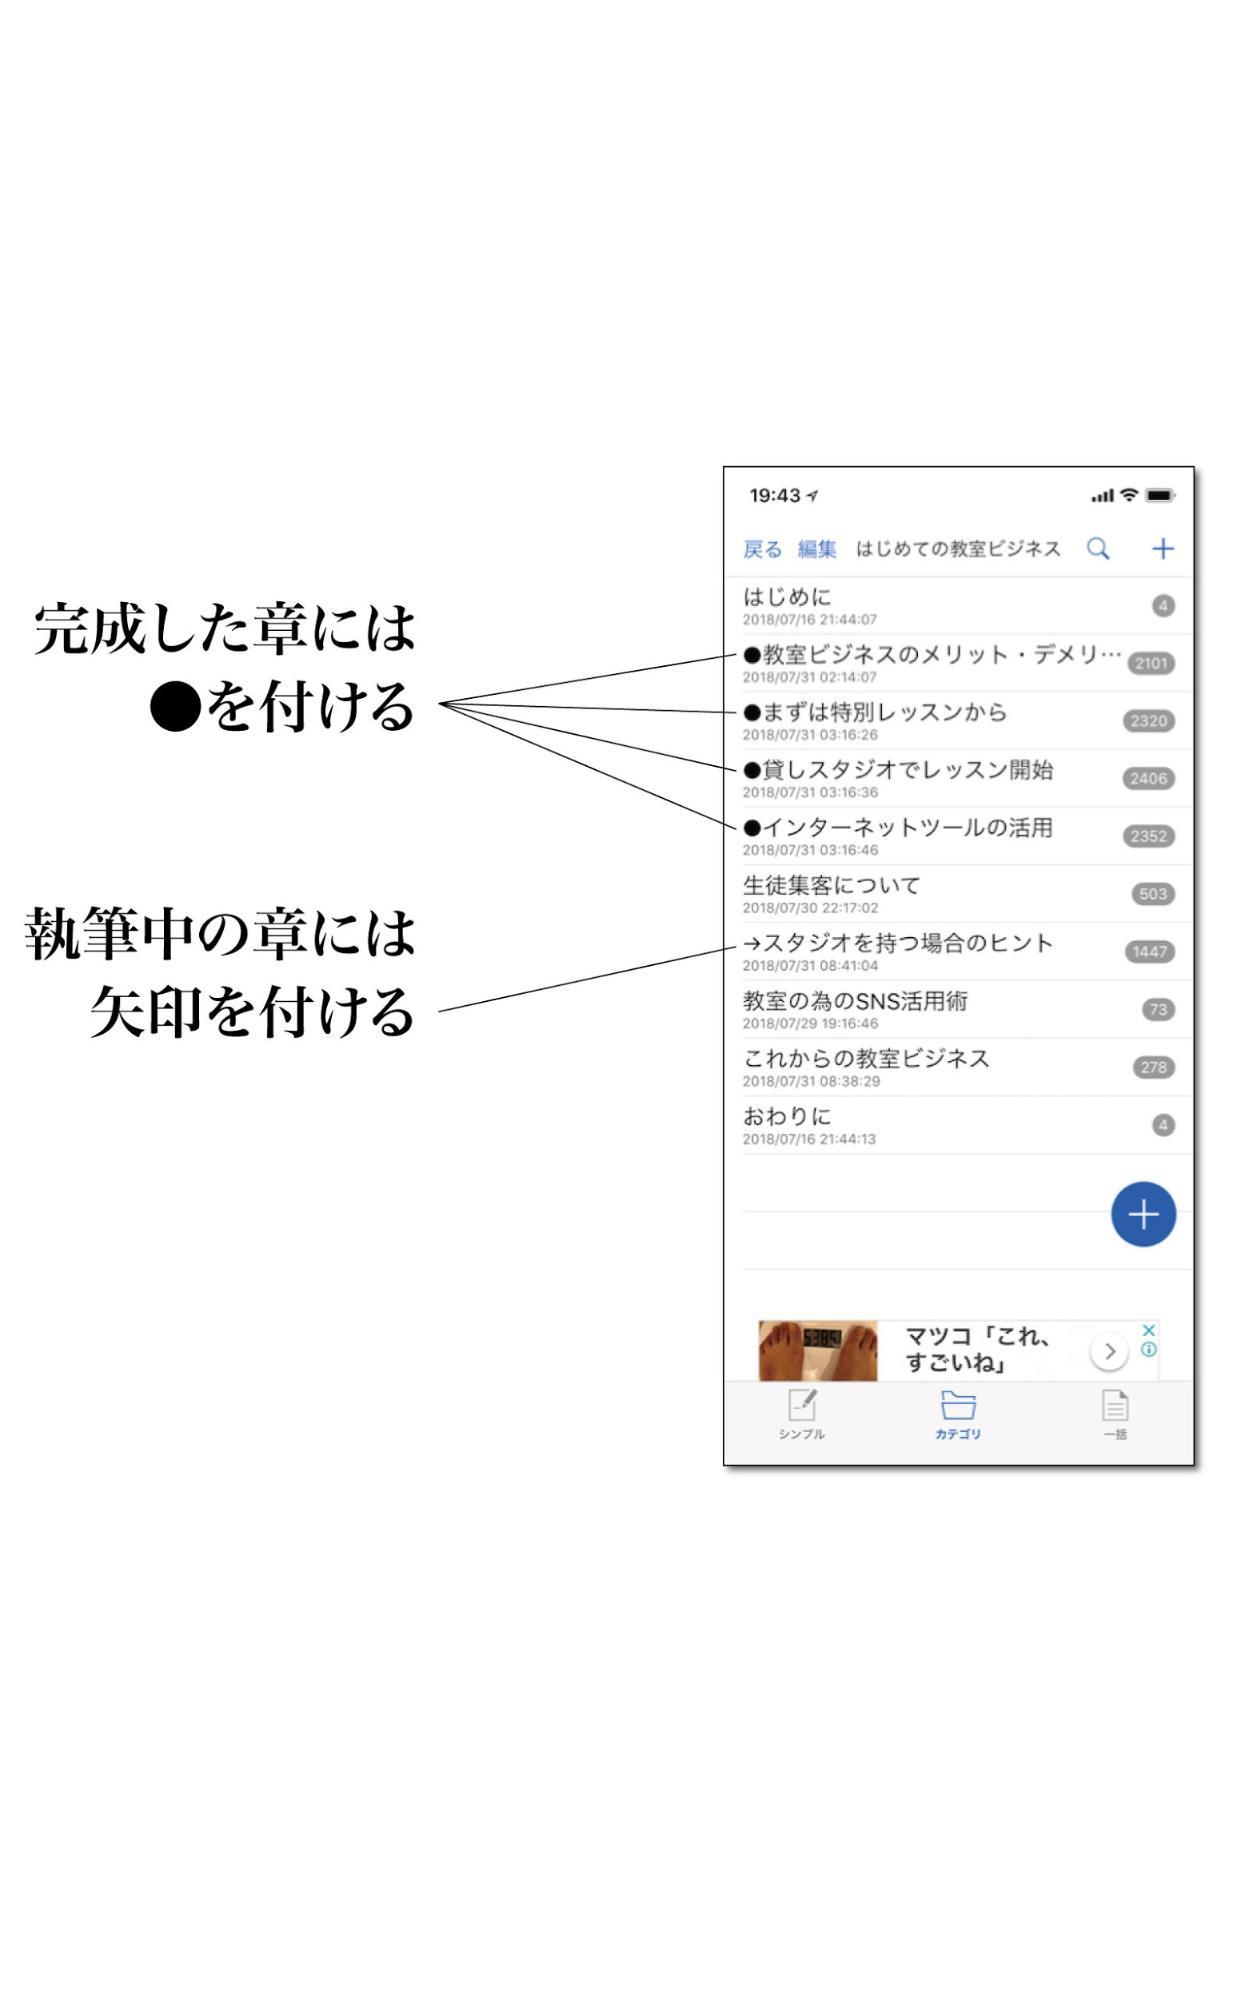 完成した章には
●を付ける
執筆中の章には
矢印を付ける
19:43
戻る 編集 はじめての教室ビジネス
はじめに 4
2018/07/16 21:44:07
●教室ビジネスのメリット・デメリ… 2101
2018/07/31 02:14:07
●まずは特別レッスンから 2320
2018/07/31 03:16:26
●貸しスタジオでレッスン開始 2406
2018/07/31 03:16:36
●インターネットツールの活用 2352
2018/07/31 03:16:46
生徒集客について 503
2018/07/30 22:17:02
→スタジオを持つ場合のヒント 1447
2018/07/31 08:41:04
教室の為のSNS活用術 73
2018/07/29 19:16:46
これからの教室ビジネス 278
2018/07/31 08:38:29
おわりに 4
2018/07/16 21:44:13
マツコ「これ、
すごいね」
シンプル カテゴリ 一括